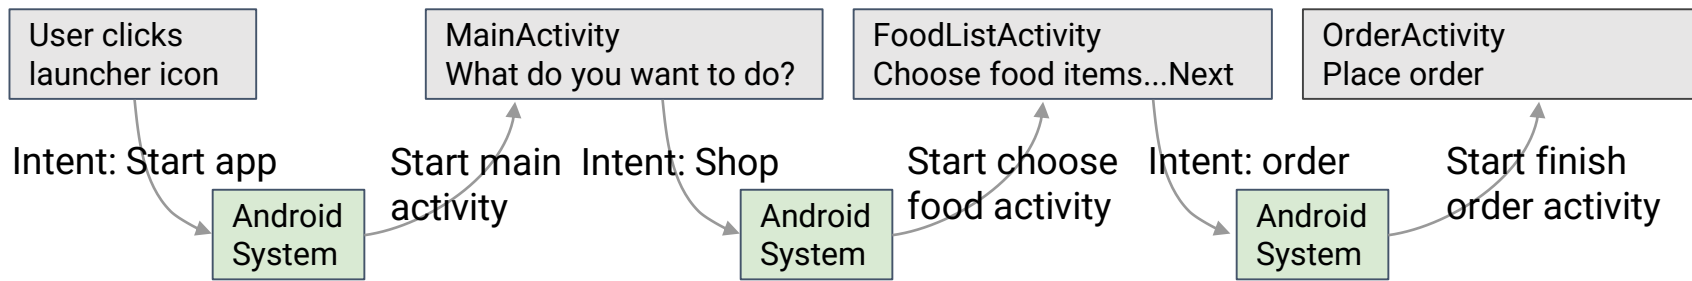 User clicks
launcher icon
MainActivity
What do you want to do?
FoodListActivity
Choose food items...Next
OrderActivity
Place order
Intent: Start app
Start main
activity
Intent: Shop
Start choose
food activity
Intent: order
Start finish
order activity
Android
System
Android
System
Android
System